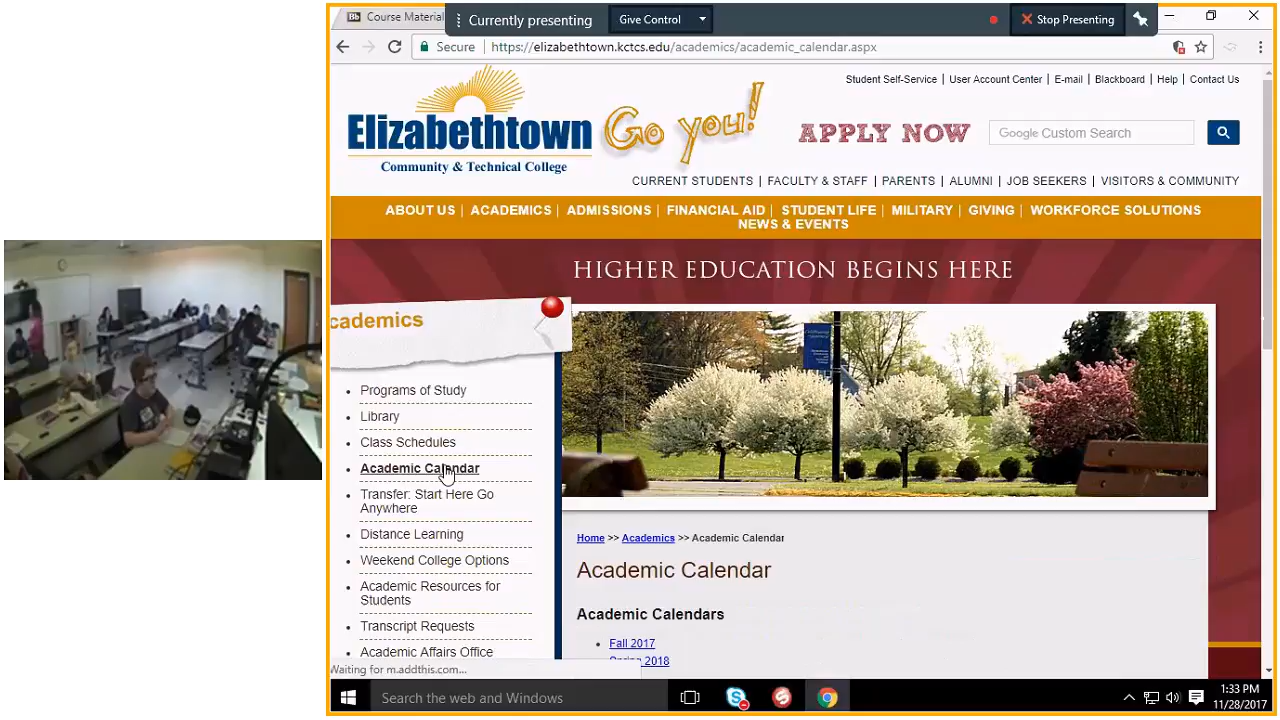 Course Material
Currently presenting
Give Control
Stop Presenting
Secure
https://elizabethtown.kctcs.edu/academics/academic_calendar.aspx
Student Self-Service | User Account Center | E-mail | Blackboard | Help | Contact Us
Elizabethtown
Community & Technical College
Go you!
APPLY NOW
Google Custom Search
CURRENT STUDENTS | FACULTY & STAFF | PARENTS | ALUMNI | JOB SEEKERS | VISITORS & COMMUNITY
ABOUT US | ACADEMICS | ADMISSIONS | FINANCIAL AID | STUDENT LIFE | MILITARY | GIVING | WORKFORCE SOLUTIONS
NEWS & EVENTS
HIGHER EDUCATION BEGINS HERE
cademics
Programs of Study
Library
Class Schedules
Academic Calendar
Transfer: Start Here Go
Anywhere
Distance Learning
Weekend College Options
Academic Resources for
Students
Transcript Requests
Academic Affairs Office
Home >> Academics >> Academic Calendar
Academic Calendar
Academic Calendars
Fall 2017
Spring 2018
Waiting for m.addthis.com...
Search the web and Windows
1:33 PM
11/28/2017